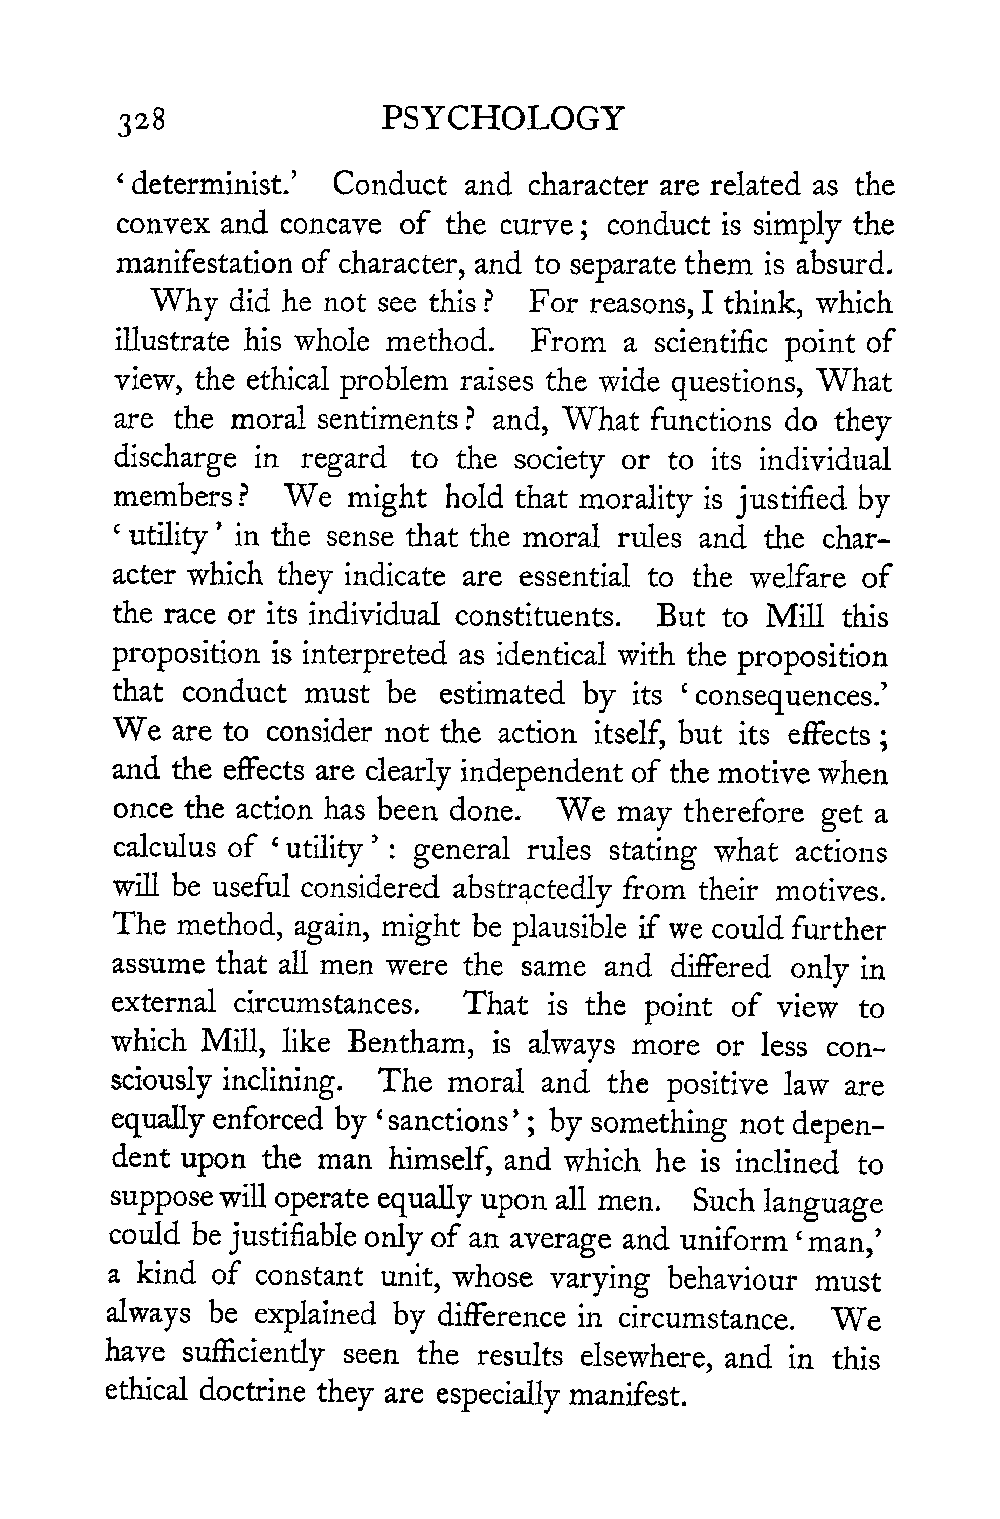 328 PSYCHOLOGY
‘determinist.’ Conduct and character are related as the
convex and concave of the curve; conduct is simply the
manifestation of character, and to separate them is absurd.
Why did he not see this? For reasons, I think, which
illustrate his whole method. From a scientific point of
view, the ethical problem raises the wide questions, What
are the moral sentiments? and, What functions do they
discharge in regard to the society or to its individual
members? We might hold that morality is justified by
‘utility’ in the sense that the moral rules and the char-
acter which they indicate are essential to the welfare of
the race or its individual constituents. But to Mill this
proposition is interpreted as identical with the proposition
that conduct must be estimated by its ‘consequences.’
We are to consider not the action itself, but its effects;
and the effects are clearly independent of the motive when
once the action has been done. We may therefore get a
calculus of ‘utility’: general rules stating what actions
will be useful considered abstractedly from their motives.
The method, again, might be plausible if we could further
assume that all men were the same and differed only in
external circumstances. That is the point of view to
which Mill, like Bentham, is always more or less con-
sciously inclining. The moral and the positive law are
equally enforced by ‘sanctions’; by something not depen-
dent upon the man himself, and which he is inclined to
suppose will operate equally upon all men. Such language
could be justifiable only of an average and uniform ‘man,’
a kind of constant unit, whose varying behaviour must
always be explained by difference in circumstance. We
have sufficiently seen the results elsewhere, and in this
ethical doctrine they are especially manifest.